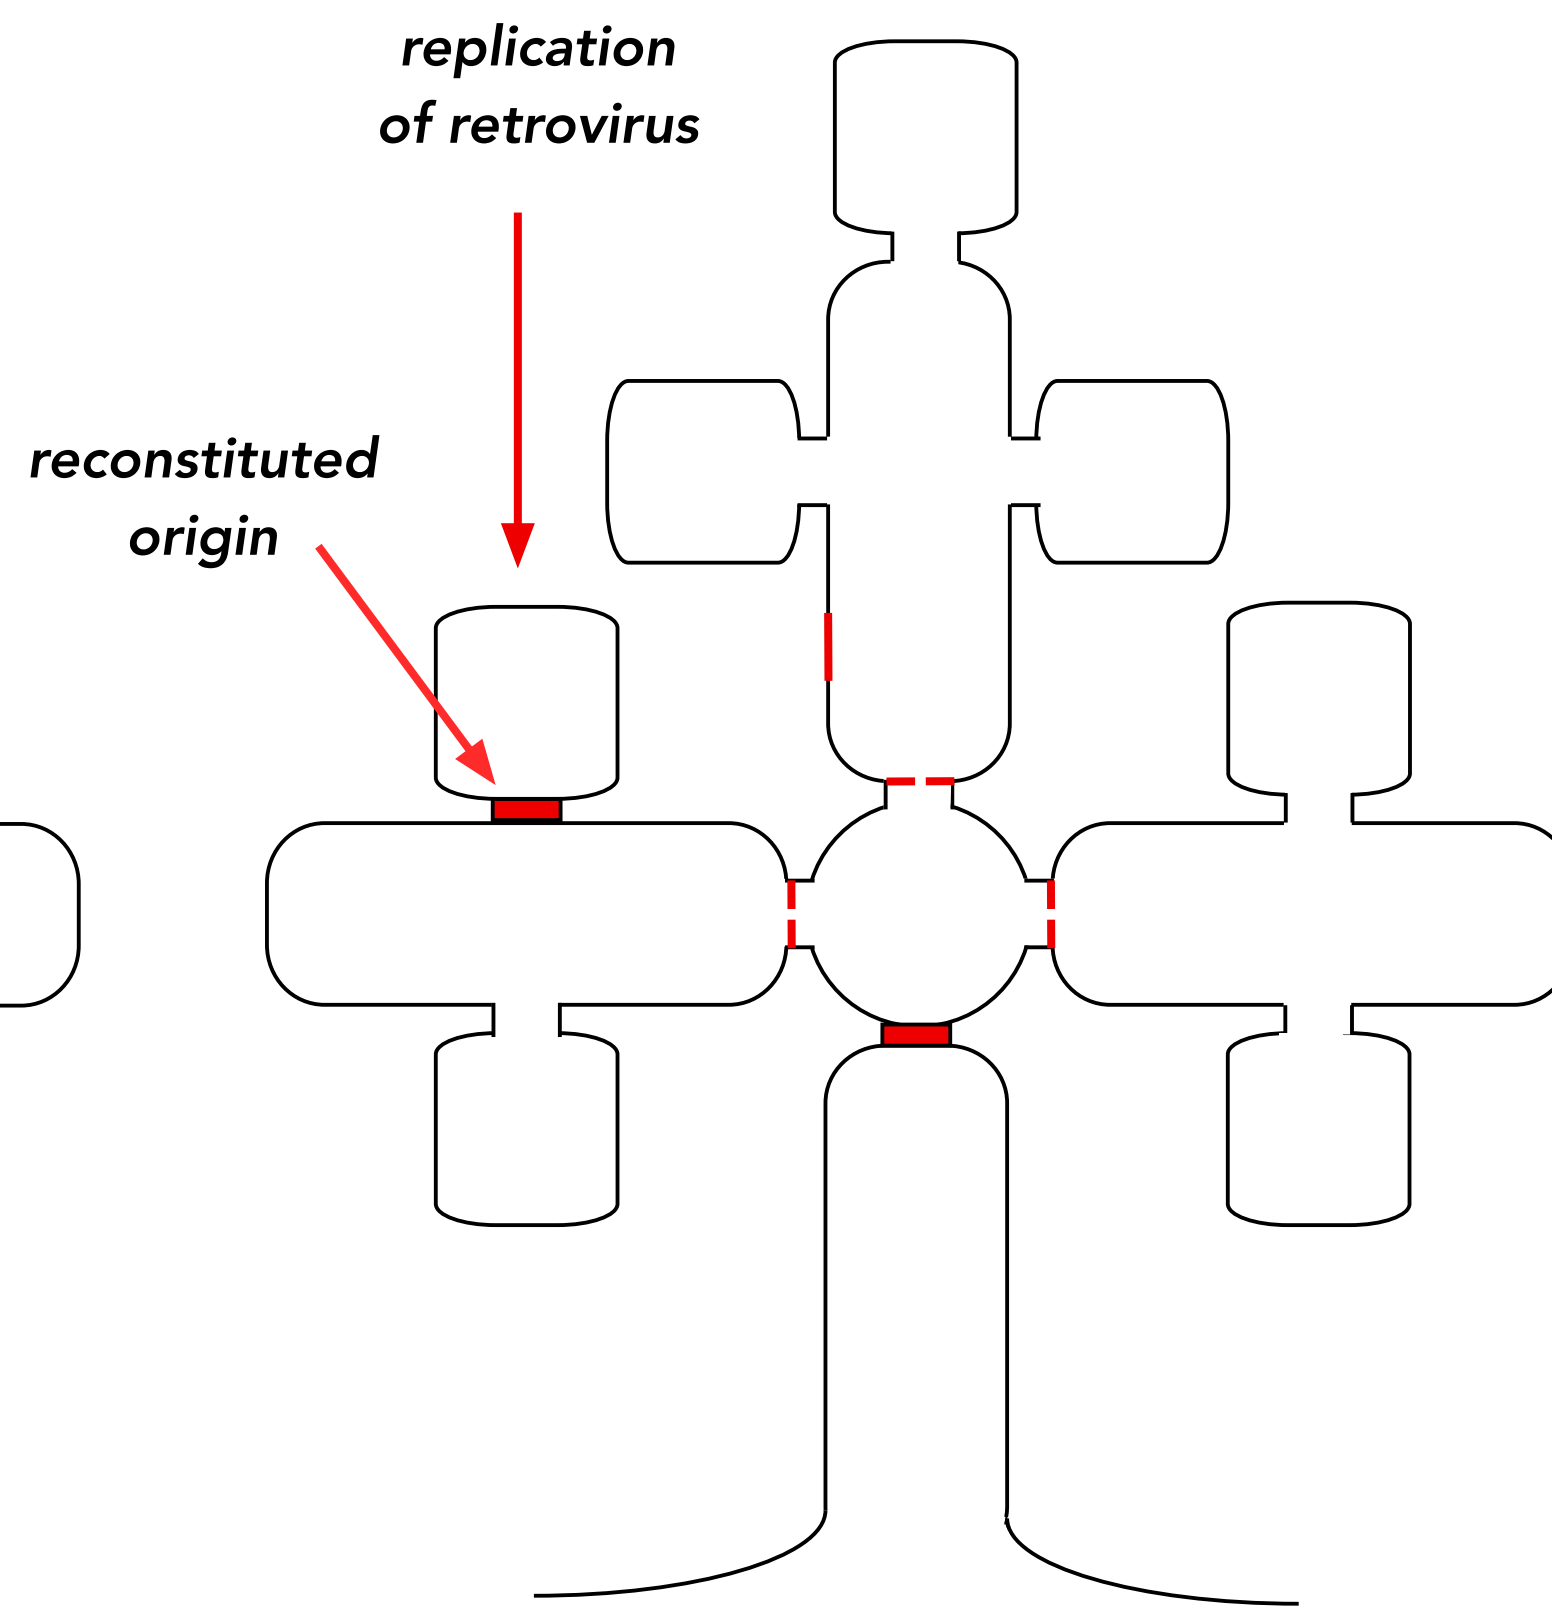 replication
of retrovirus
reconstituted
origin